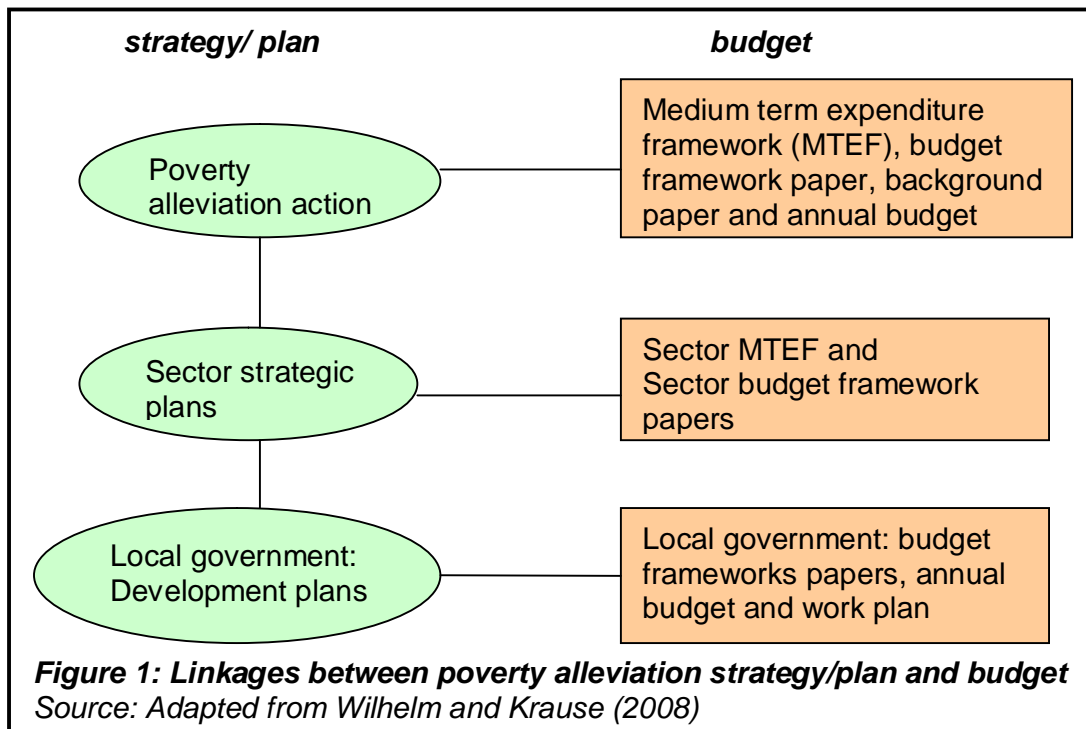 strategy/ plan
budget
Poverty
alleviation action
Medium term expenditure
framework (MTEF), budget
framework paper, background
paper and annual budget
Sector strategic
plans
Sector MTEF and
Sector budget framework
papers
Local government:
Development plans
Local government: budget
frameworks papers, annual
budget and work plan
Figure 1: Linkages between poverty alleviation strategy/plan and budget
Source: Adapted from Wilhelm and Krause (2008)